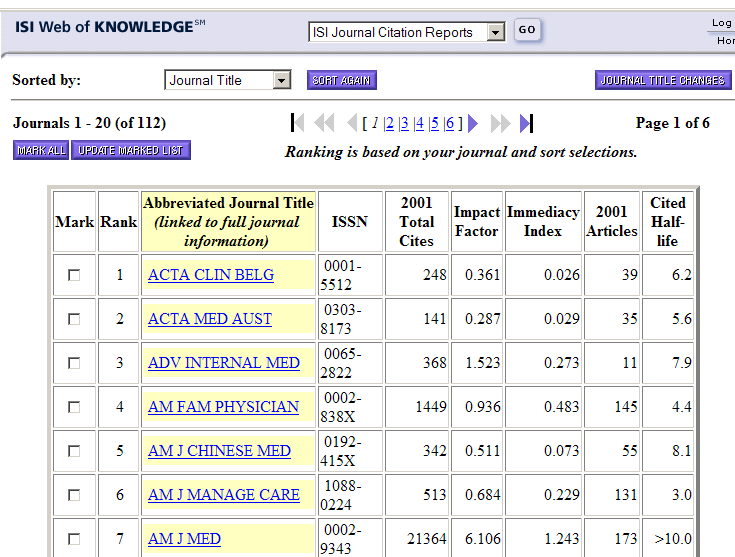 ISI Web of KNOWLEDGE SM
ISI Journal Citation Reports GO
Log
Hor
Sorted by: Journal Title SORT AGAIN JOURNAL TITLE CHANGES
Journals 1 - 20 (of 112) [ 1 |2 |3 |4 |5 |6 ] Page 1 of 6
MARK ALL UPDATE MARKED LIST Ranking is based on your journal and sort selections.
Mark Rank Abbreviated Journal Title (linked to full journal information) ISSN 2001 Total Cites Impact Factor Immediacy Index 2001 Articles Cited Half-life
1 ACTA CLIN BELG 0001-5512 248 0.361 0.026 39 6.2
2 ACTA MED AUST 0303-8173 141 0.287 0.029 35 5.6
3 ADV INTERNAL MED 0065-2822 368 1.523 0.273 11 7.9
4 AM FAM PHYSICIAN 0002-838X 1449 0.936 0.483 145 4.4
5 AM J CHINESE MED 0192-415X 342 0.511 0.073 55 8.1
6 AM J MANAGE CARE 1088-0224 513 0.684 0.229 131 3.0
7 AM J MED 0002-9343 21364 6.106 1.243 173 >10.0